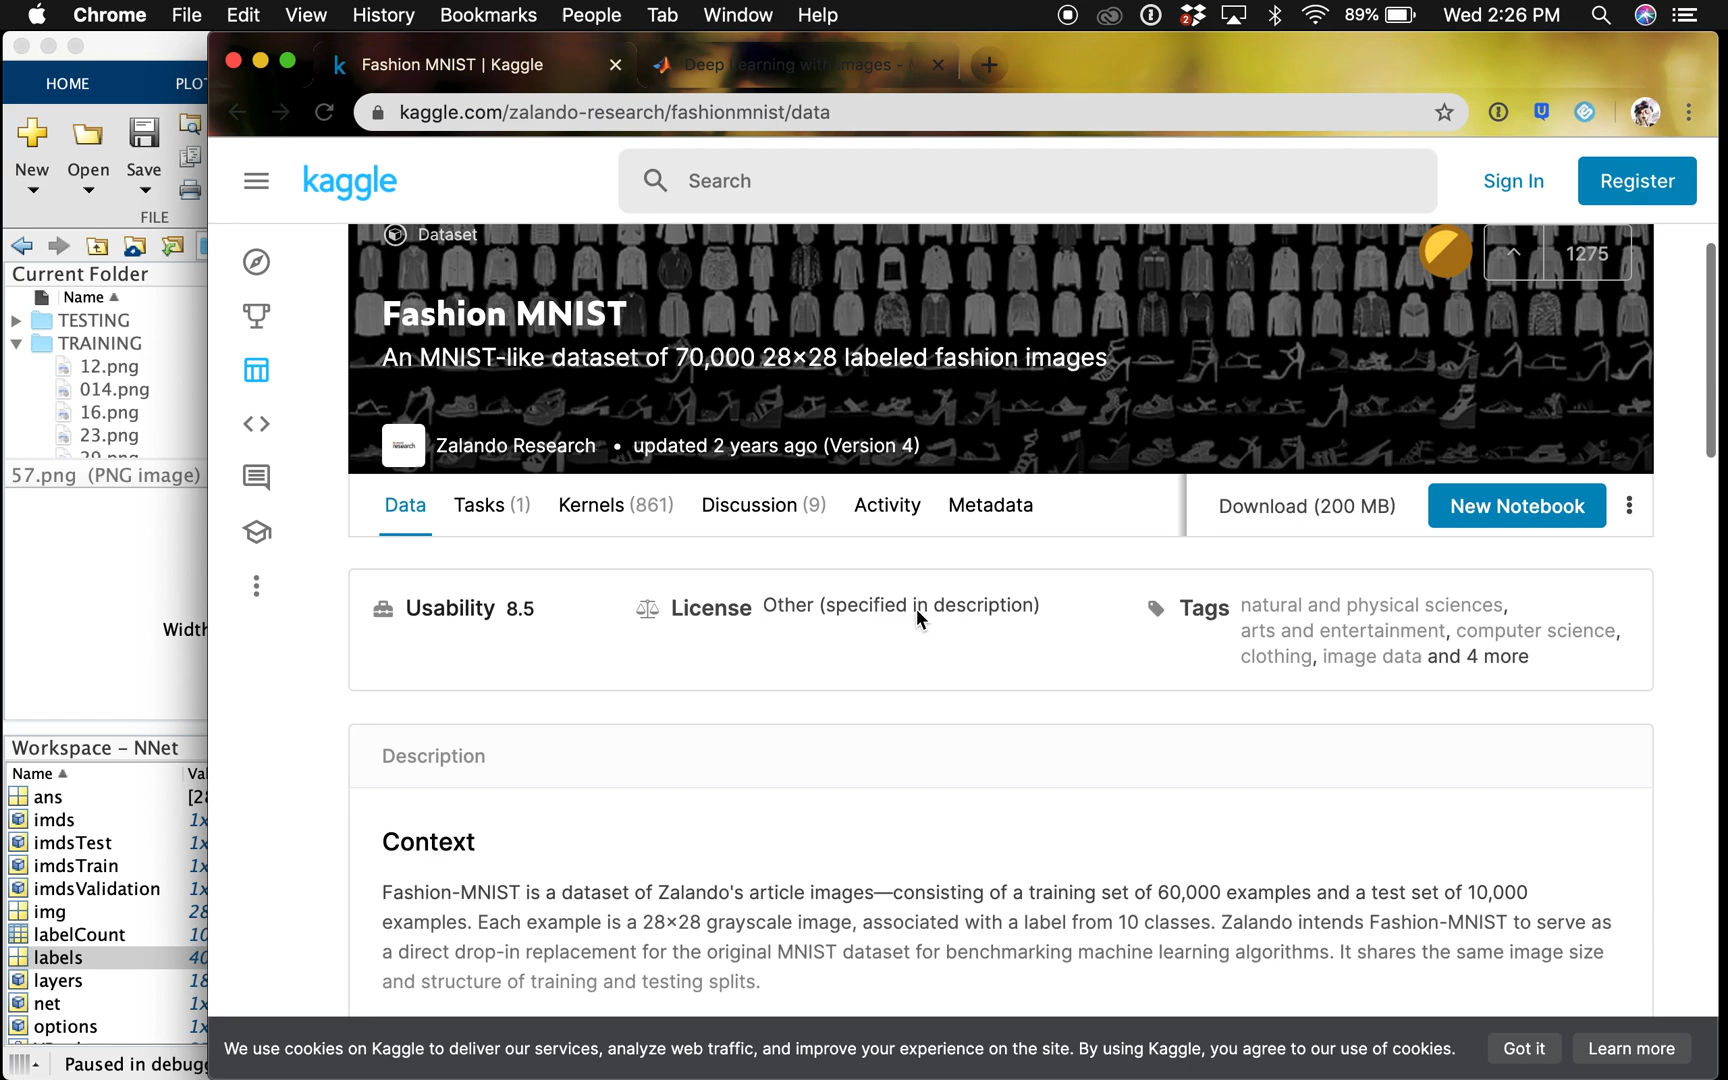 Chrome File Edit View History Bookmarks People Tab Window Help 2 89% Wed 2:26 PM
k Fashion MNIST | Kaggle Deep Learning with images -
HOME PLOT
kaggle.com/zalando-research/fashionmnist/data
New Open Save
FILE
kaggle Search Sign In Register
Current Folder
Name
TESTING
TRAINING
12.png
014.png
16.png
23.png
57.png (PNG image)
Width
Workspace - NNet
Name
ans
imds
imdsTest
imdsTrain
imdsValidation
img
labelCount
labels
layers
net
options
Paused in debugg
Dataset
1275
Fashion MNIST
An MNIST-like dataset of 70,000 28×28 labeled fashion images
research
Zalando Research • updated 2 years ago (Version 4)
Data Tasks (1) Kernels (861) Discussion (9) Activity Metadata Download (200 MB) New Notebook
Usability 8.5 License Other (specified in description) Tags natural and physical sciences,
arts and entertainment, computer science,
clothing, image data and 4 more
Description
Context
Fashion-MNIST is a dataset of Zalando's article images—consisting of a training set of 60,000 examples and a test set of 10,000
examples. Each example is a 28×28 grayscale image, associated with a label from 10 classes. Zalando intends Fashion-MNIST to serve as
a direct drop-in replacement for the original MNIST dataset for benchmarking machine learning algorithms. It shares the same image size
and structure of training and testing splits.
We use cookies on Kaggle to deliver our services, analyze web traffic, and improve your experience on the site. By using Kaggle, you agree to our use of cookies. Got it Learn more